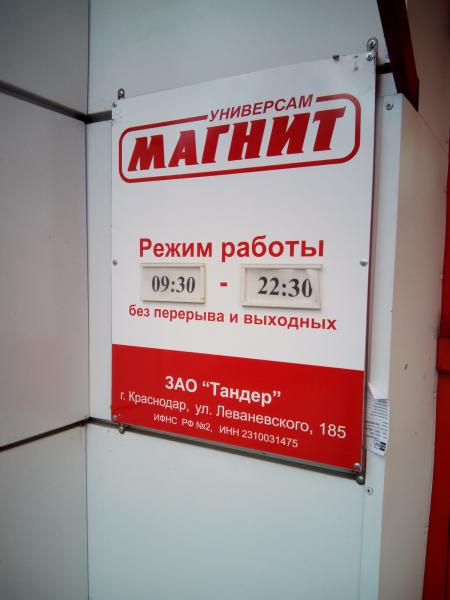 УНИВЕРСАМ
МАГНИТ
Режим работы
09:30 - 22:30
без перерыва и выходных
ЗАО "Тандер"
г. Краснодар, ул. Леваневского, 185
ИФНС РФ №2, ИНН 2310031475